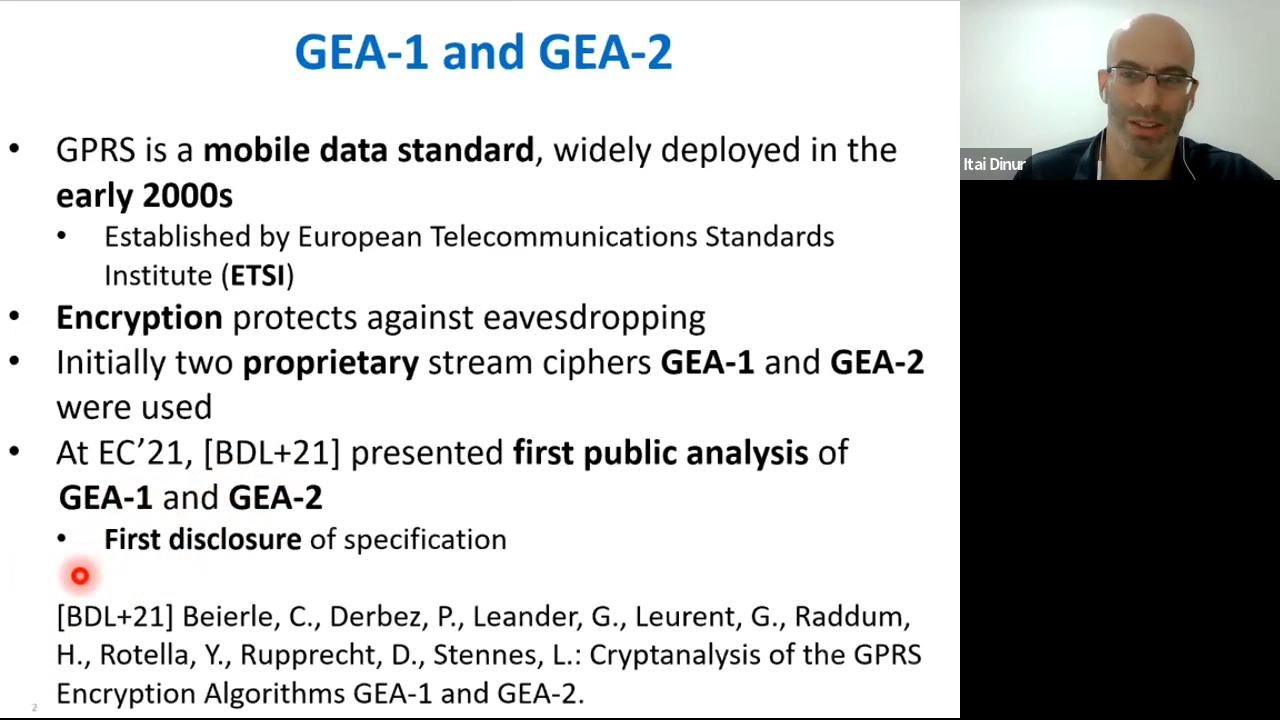 GEA-1 and GEA-2
• GPRS is a mobile data standard, widely deployed in the
early 2000s
• Established by European Telecommunications Standards
Institute (ETSI)
• Encryption protects against eavesdropping
• Initially two proprietary stream ciphers GEA-1 and GEA-2
were used
• At EC’21, [BDL+21] presented first public analysis of
GEA-1 and GEA-2
• First disclosure of specification
[BDL+21] Beierle, C., Derbez, P., Leander, G., Leurent, G., Raddum,
H., Rotella, Y., Rupprecht, D., Stennes, L.: Cryptanalysis of the GPRS
Encryption Algorithms GEA-1 and GEA-2.
2
Itai Dinur